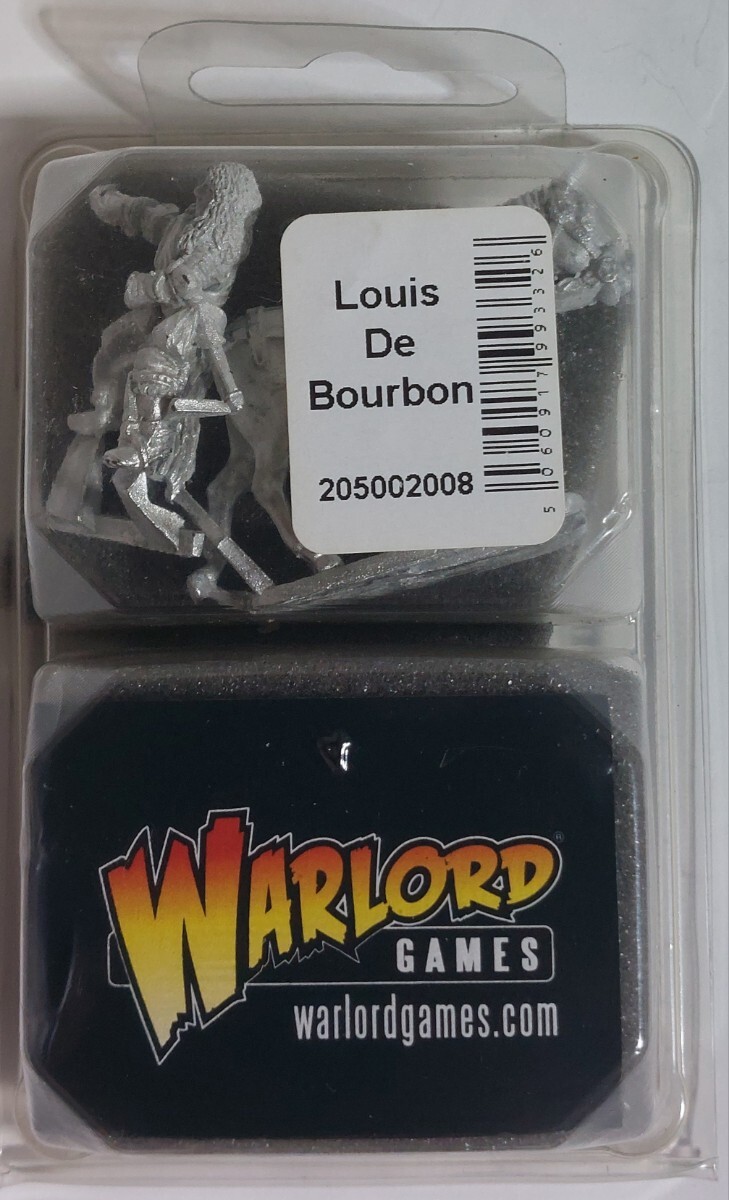 Louis
De
Bourbon
205002008
5 060917 993326
WARLORD®
GAMES
warlordgames.com